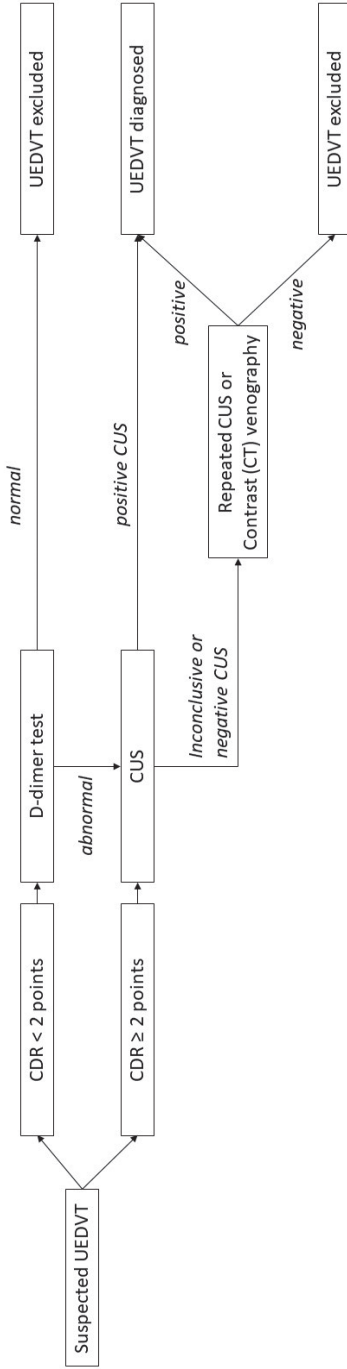 Suspected UEDVT
CDR < 2 points
CDR ≥ 2 points
D-dimer test
abnormal
CUS
normal
positive CUS
Inconclusive or
negative CUS
Repeated CUS or
Contrast (CT) venography
positive
negative
UEDVT excluded
UEDVT diagnosed
UEDVT excluded